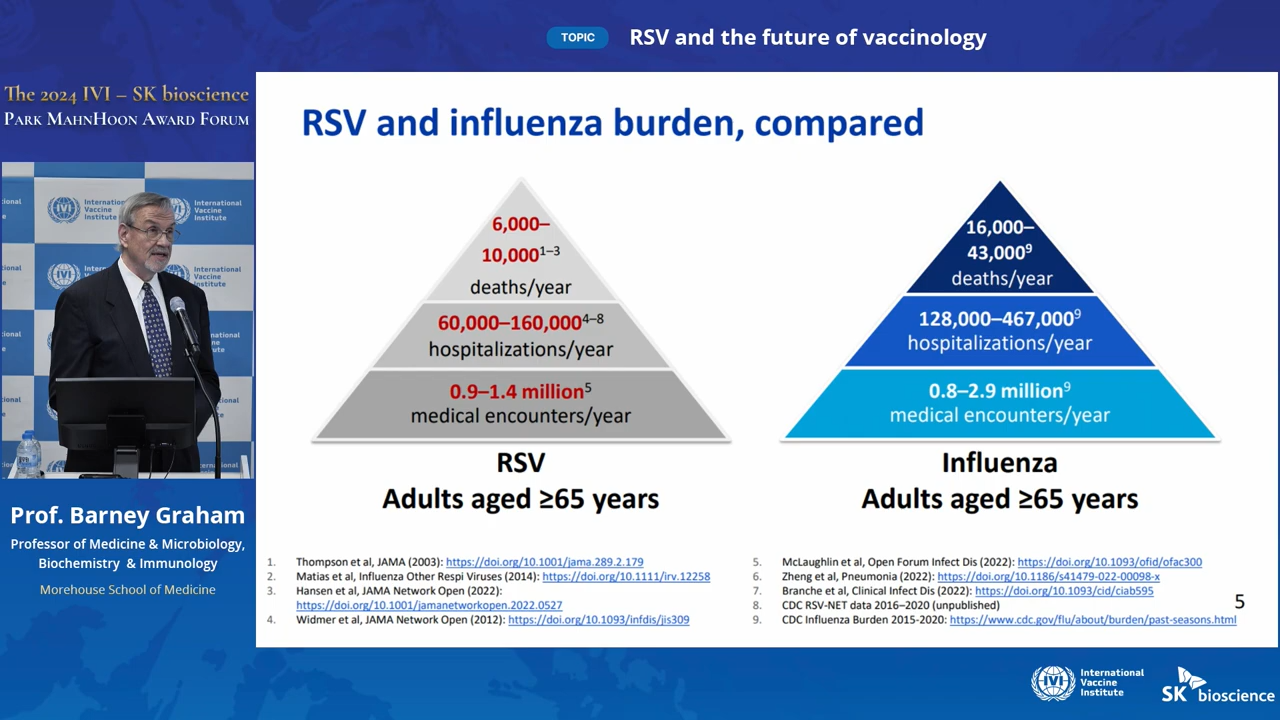 TOPIC
RSV and the future of vaccinology
The 2024 IVI – SK bioscience
PARK MAHNHOON AWARD FORUM
International
Vaccine
Institute
Prof. Barney Graham
Professor of Medicine & Microbiology,
Biochemistry & Immunology
Morehouse School of Medicine
RSV and influenza burden, compared
6,000–
10,000¹⁻³
deaths/year
60,000–160,000⁴⁻⁸
hospitalizations/year
0.9–1.4 million⁵
medical encounters/year
RSV
Adults aged ≥65 years
16,000–
43,000⁹
deaths/year
128,000–467,000⁹
hospitalizations/year
0.8–2.9 million⁹
medical encounters/year
Influenza
Adults aged ≥65 years
1. Thompson et al, JAMA (2003): https://doi.org/10.1001/jama.289.2.179
2. Matias et al, Influenza Other Respi Viruses (2014): https://doi.org/10.1111/irv.12258
3. Hansen et al, JAMA Network Open (2022):
https://doi.org/10.1001/jamanetworkopen.2022.0527
4. Widmer et al, JAMA Network Open (2012): https://doi.org/10.1093/infdis/jis309
5. McLaughlin et al, Open Forum Infect Dis (2022): https://doi.org/10.1093/ofid/ofac300
6. Zheng et al, Pneumonia (2022): https://doi.org/10.1186/s41479-022-00098-x
7. Branche et al, Clinical Infect Dis (2022): https://doi.org/10.1093/cid/ciab595
8. CDC RSV-NET data 2016–2020 (unpublished)
9. CDC Influenza Burden 2015-2020: https://www.cdc.gov/flu/about/burden/past-seasons.html
5
IVI
International
Vaccine
Institute
SK bioscience